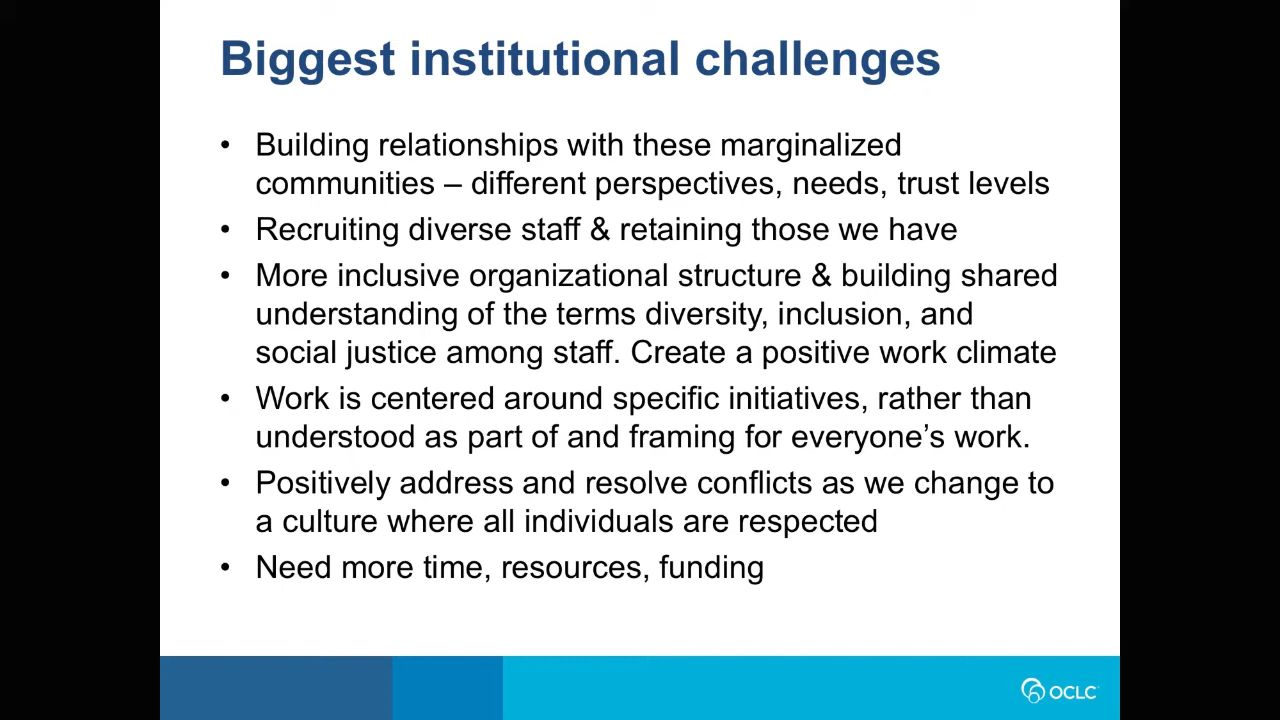 Biggest institutional challenges
• Building relationships with these marginalized
communities – different perspectives, needs, trust levels
• Recruiting diverse staff & retaining those we have
• More inclusive organizational structure & building shared
understanding of the terms diversity, inclusion, and
social justice among staff. Create a positive work climate
• Work is centered around specific initiatives, rather than
understood as part of and framing for everyone’s work.
• Positively address and resolve conflicts as we change to
a culture where all individuals are respected
• Need more time, resources, funding
OCLC